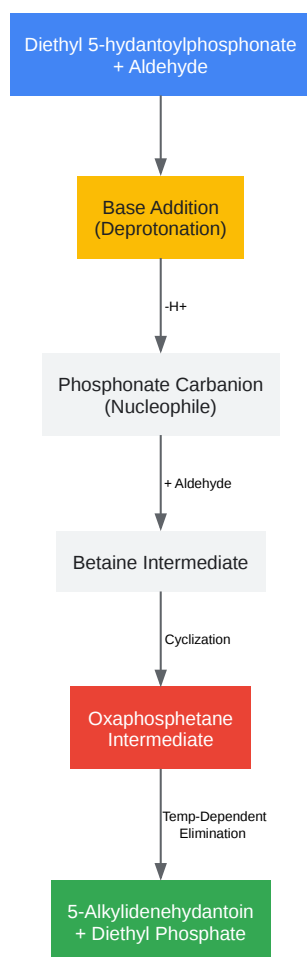 Diethyl 5-hydantoylphosphonate
+ Aldehyde
Base Addition
(Deprotonation)
-H+
Phosphonate Carbanion
(Nucleophile)
+ Aldehyde
Betaine Intermediate
Cyclization
Oxaphosphetane
Intermediate
Temp-Dependent
Elimination
5-Alkylidenehydantoin
+ Diethyl Phosphate